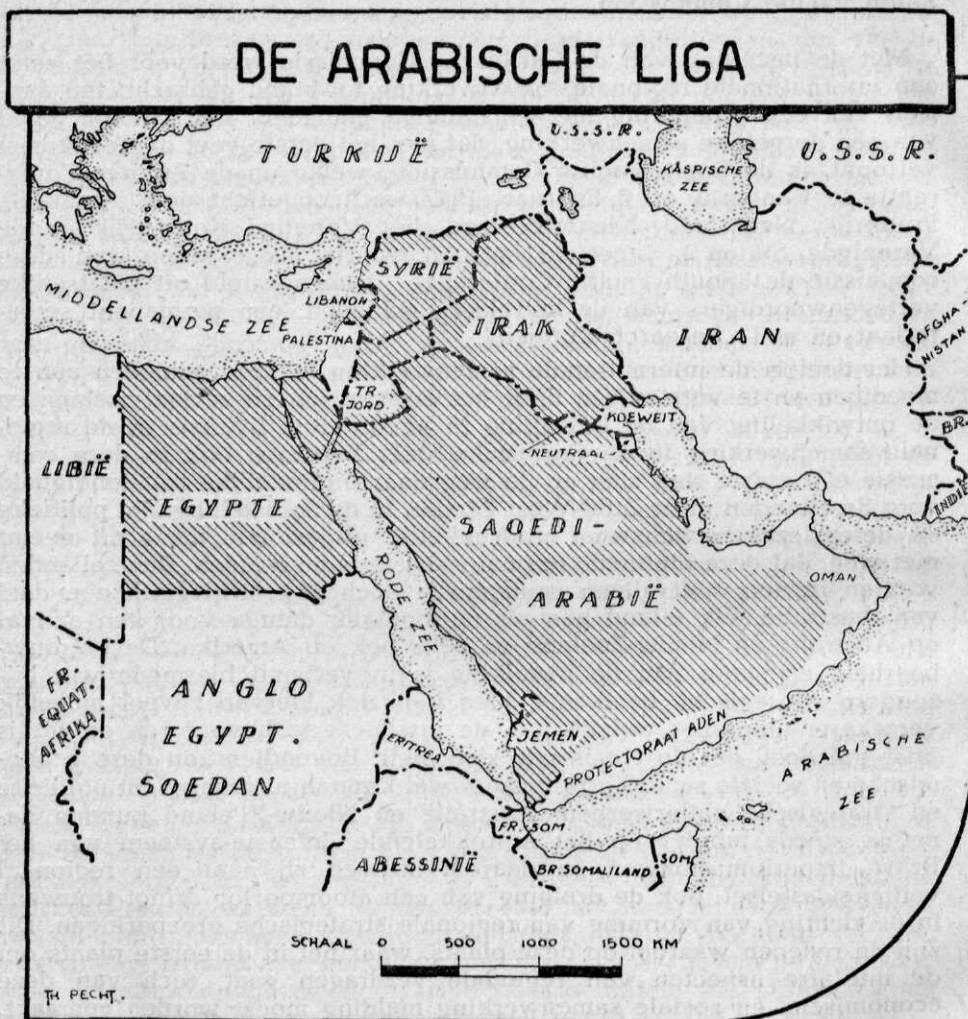 DE ARABISCHE LIGA
TURKIJË
U.S.S.R.
KASPISCHE
ZEE
U.S.S.R.
SYRIË
MIDDELLANDSE ZEE
LIBANON
PALESTINA
IRAK
IRAN
AFGHA-
NISTAN
TR.
JORD.
KOEWEIT
NEUTRAAL
BR.
INDIË
LIBIË
EGYPTE
SAOEDI-
ARABIË
OMAN
RODE ZEE
FR.
EQUAT.
AFRIKA
ANGLO
EGYPT.
SOEDAN
ERITREA
JEMEN
PROTECTORAAT ADEN
ARABISCHE
ZEE
FR. SOM.
ABESSINIË
BR. SOMALILAND
SOM.
SCHAAL
0 500 1000 1500 KM
TH PECHT.